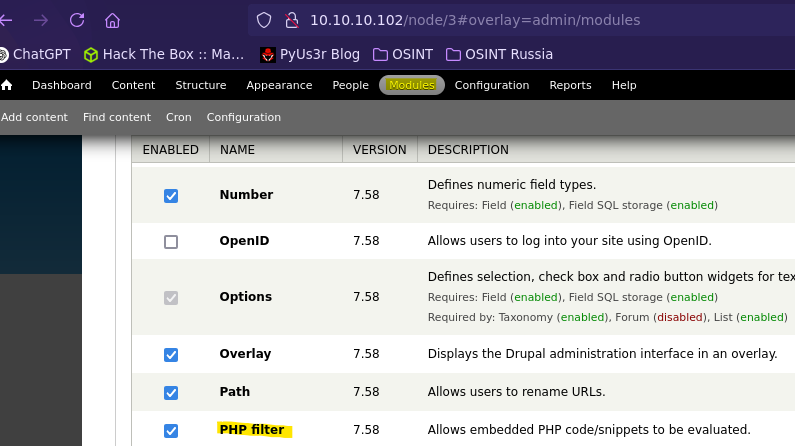 10.10.10.102/node/3#overlay=admin/modules
ChatGPT Hack The Box :: Ma… PyUs3r Blog OSINT OSINT Russia
Dashboard Content Structure Appearance People Modules Configuration Reports Help
Add content Find content Cron Configuration
ENABLED NAME VERSION DESCRIPTION
Defines numeric field types.
Number 7.58
Requires: Field (enabled), Field SQL storage (enabled)
OpenID 7.58 Allows users to log into your site using OpenID.
Defines selection, check box and radio button widgets for tex
Options 7.58 Requires: Field (enabled), Field SQL storage (enabled)
Required by: Taxonomy (enabled), Forum (disabled), List (enabled)
Overlay 7.58 Displays the Drupal administration interface in an overlay.
Path 7.58 Allows users to rename URLs.
PHP filter 7.58 Allows embedded PHP code/snippets to be evaluated.